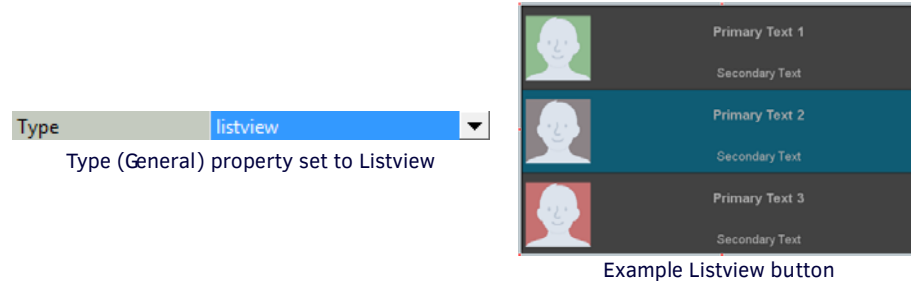 Type listview
Type (General) property set to Listview
Primary Text 1
Secondary Text
Primary Text 2
Secondary Text
Primary Text 3
Secondary Text
Example Listview button